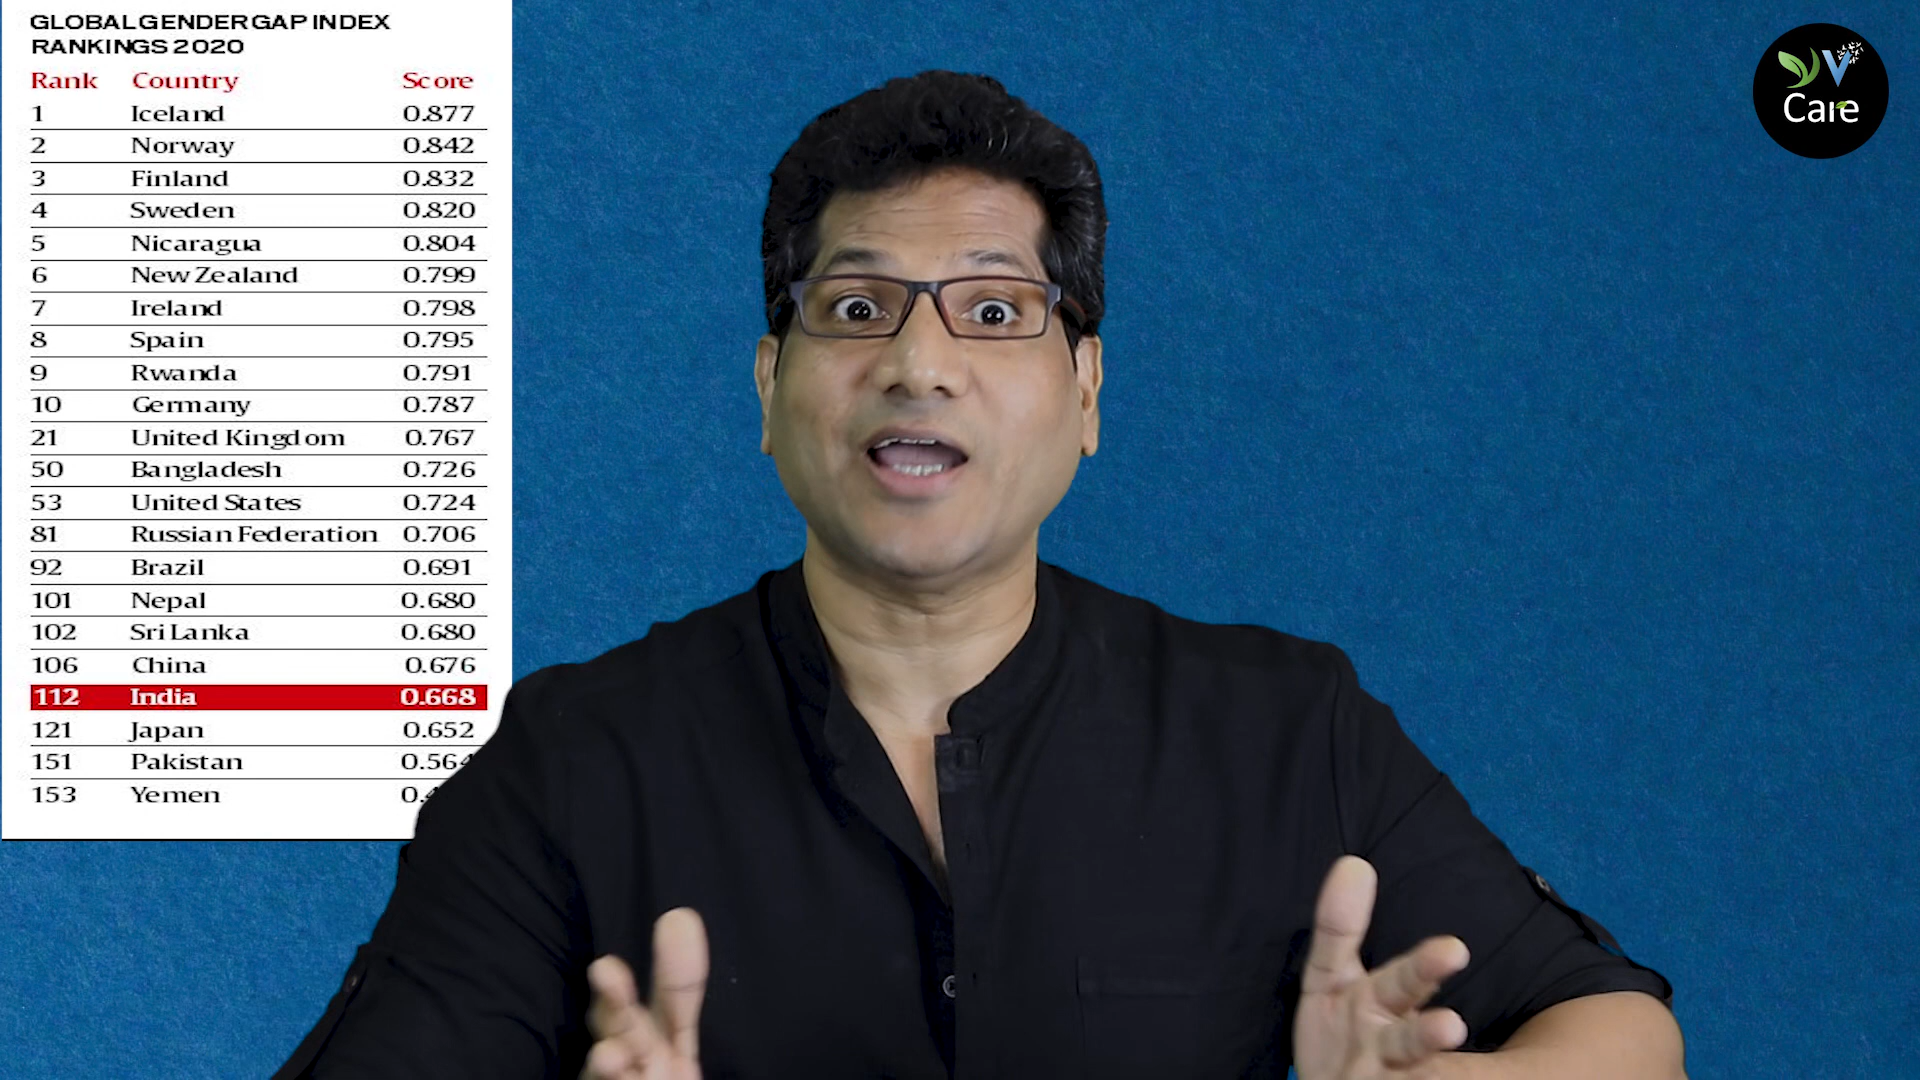 GLOBAL GENDER GAP INDEX
RANKINGS 2020
Rank Country Score
1 Iceland 0.877
2 Norway 0.842
3 Finland 0.832
4 Sweden 0.820
5 Nicaragua 0.804
6 New Zealand 0.799
7 Ireland 0.798
8 Spain 0.795
9 Rwanda 0.791
10 Germany 0.787
21 United Kingdom 0.767
50 Bangladesh 0.726
53 United States 0.724
81 Russian Federation 0.706
92 Brazil 0.691
101 Nepal 0.680
102 Sri Lanka 0.680
106 China 0.676
112 India 0.668
121 Japan 0.652
151 Pakistan 0.564
153 Yemen
V
Care